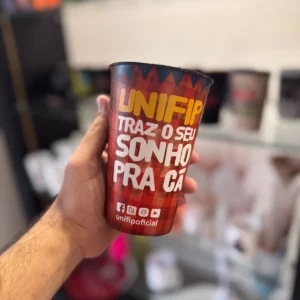 UNIFIP
TRAZ O SEU
SONHO
PRA CÁ
unifipoficial